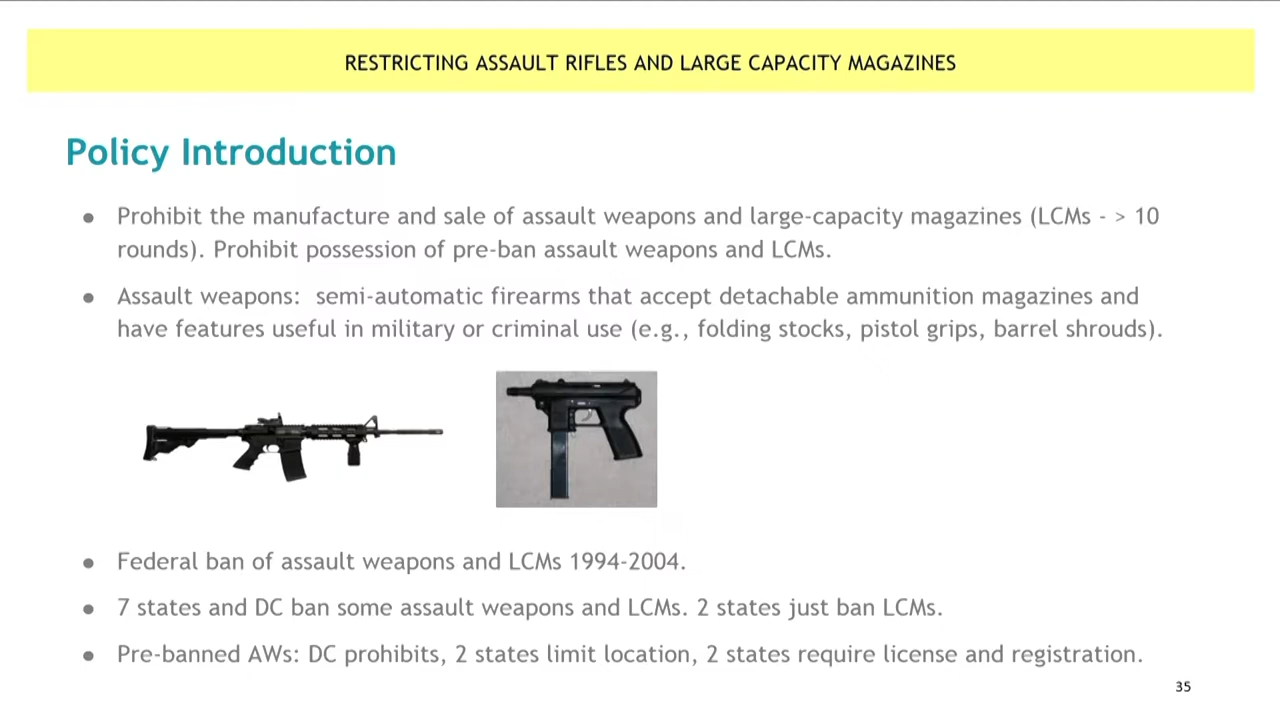 RESTRICTING ASSAULT RIFLES AND LARGE CAPACITY MAGAZINES
Policy Introduction
● Prohibit the manufacture and sale of assault weapons and large-capacity magazines (LCMs - > 10
rounds). Prohibit possession of pre-ban assault weapons and LCMs.
● Assault weapons:  semi-automatic firearms that accept detachable ammunition magazines and
have features useful in military or criminal use (e.g., folding stocks, pistol grips, barrel shrouds).
● Federal ban of assault weapons and LCMs 1994-2004.
● 7 states and DC ban some assault weapons and LCMs. 2 states just ban LCMs.
● Pre-banned AWs: DC prohibits, 2 states limit location, 2 states require license and registration.
35